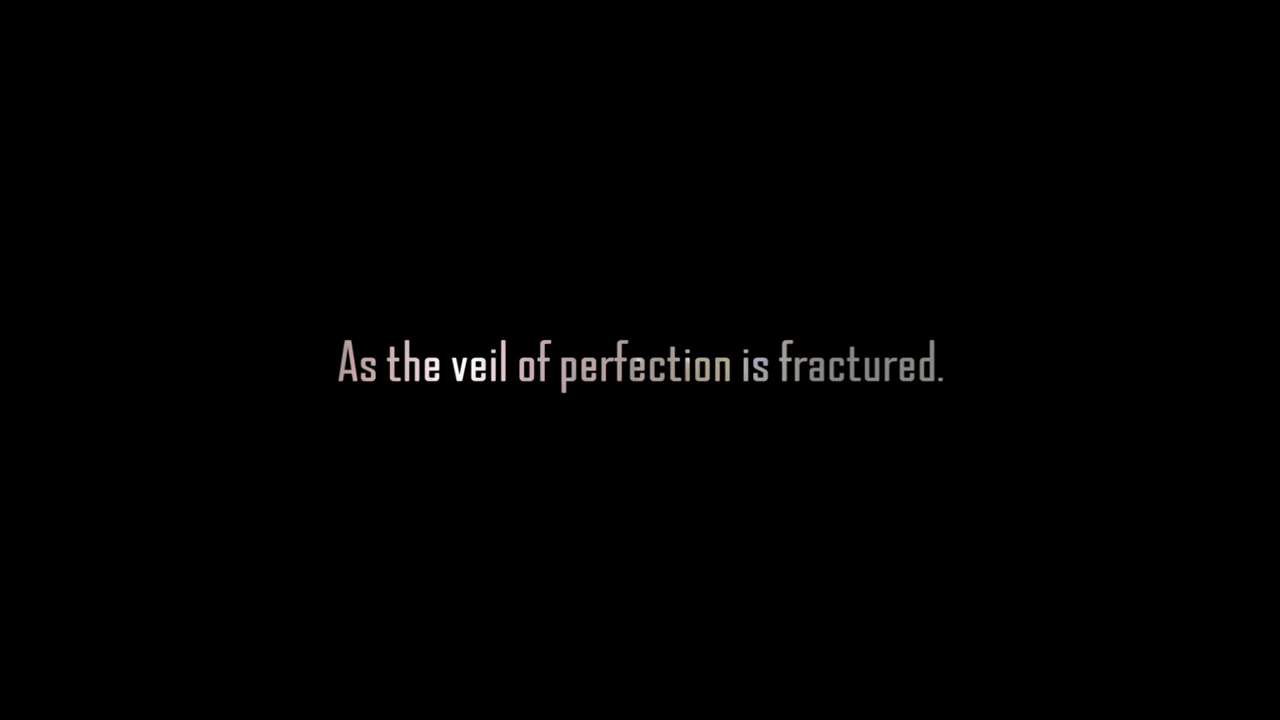 As the veil of perfection is fractured.